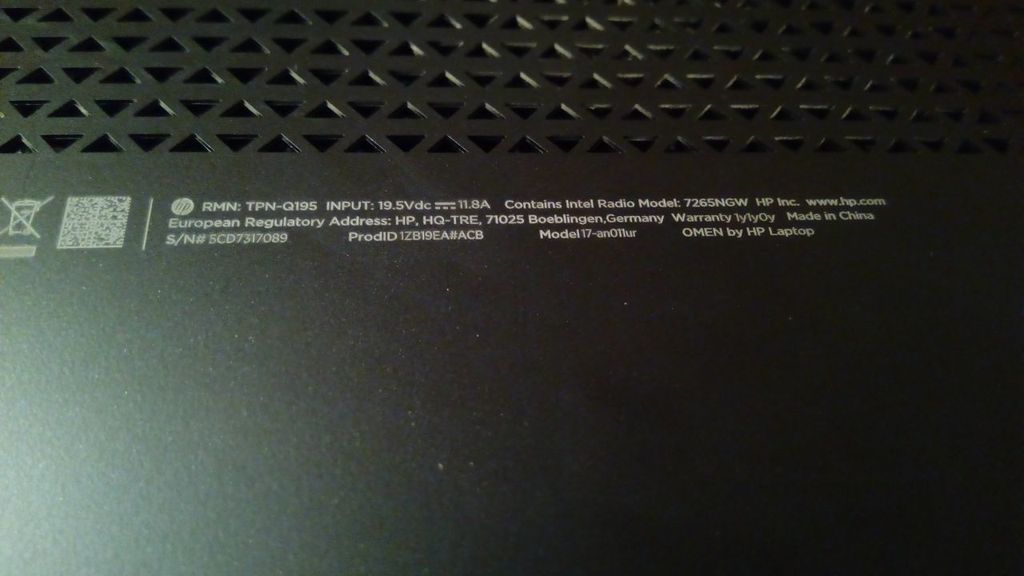 hp RMN: TPN-Q195 INPUT: 19.5Vdc 11.8A Contains Intel Radio Model: 7265NGW HP Inc. www.hp.com
European Regulatory Address: HP, HQ-TRE, 71025 Boeblingen,Germany Warranty 1y1y0y Made in China
S/N# 5CD7317089 ProdID 1ZB19EA#ACB Model 17-an011ur OMEN by HP Laptop